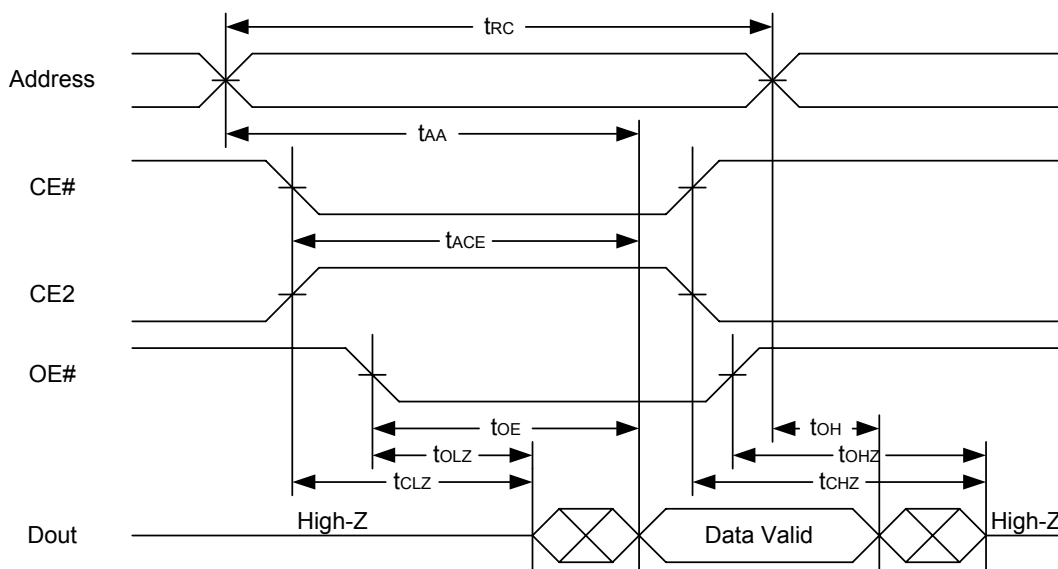 tRC
Address
tAA
CE#
tACE
CE2
OE#
tOE
tOH
tOLZ
tOHZ
tCLZ
tCHZ
High-Z
Data Valid
High-Z
Dout